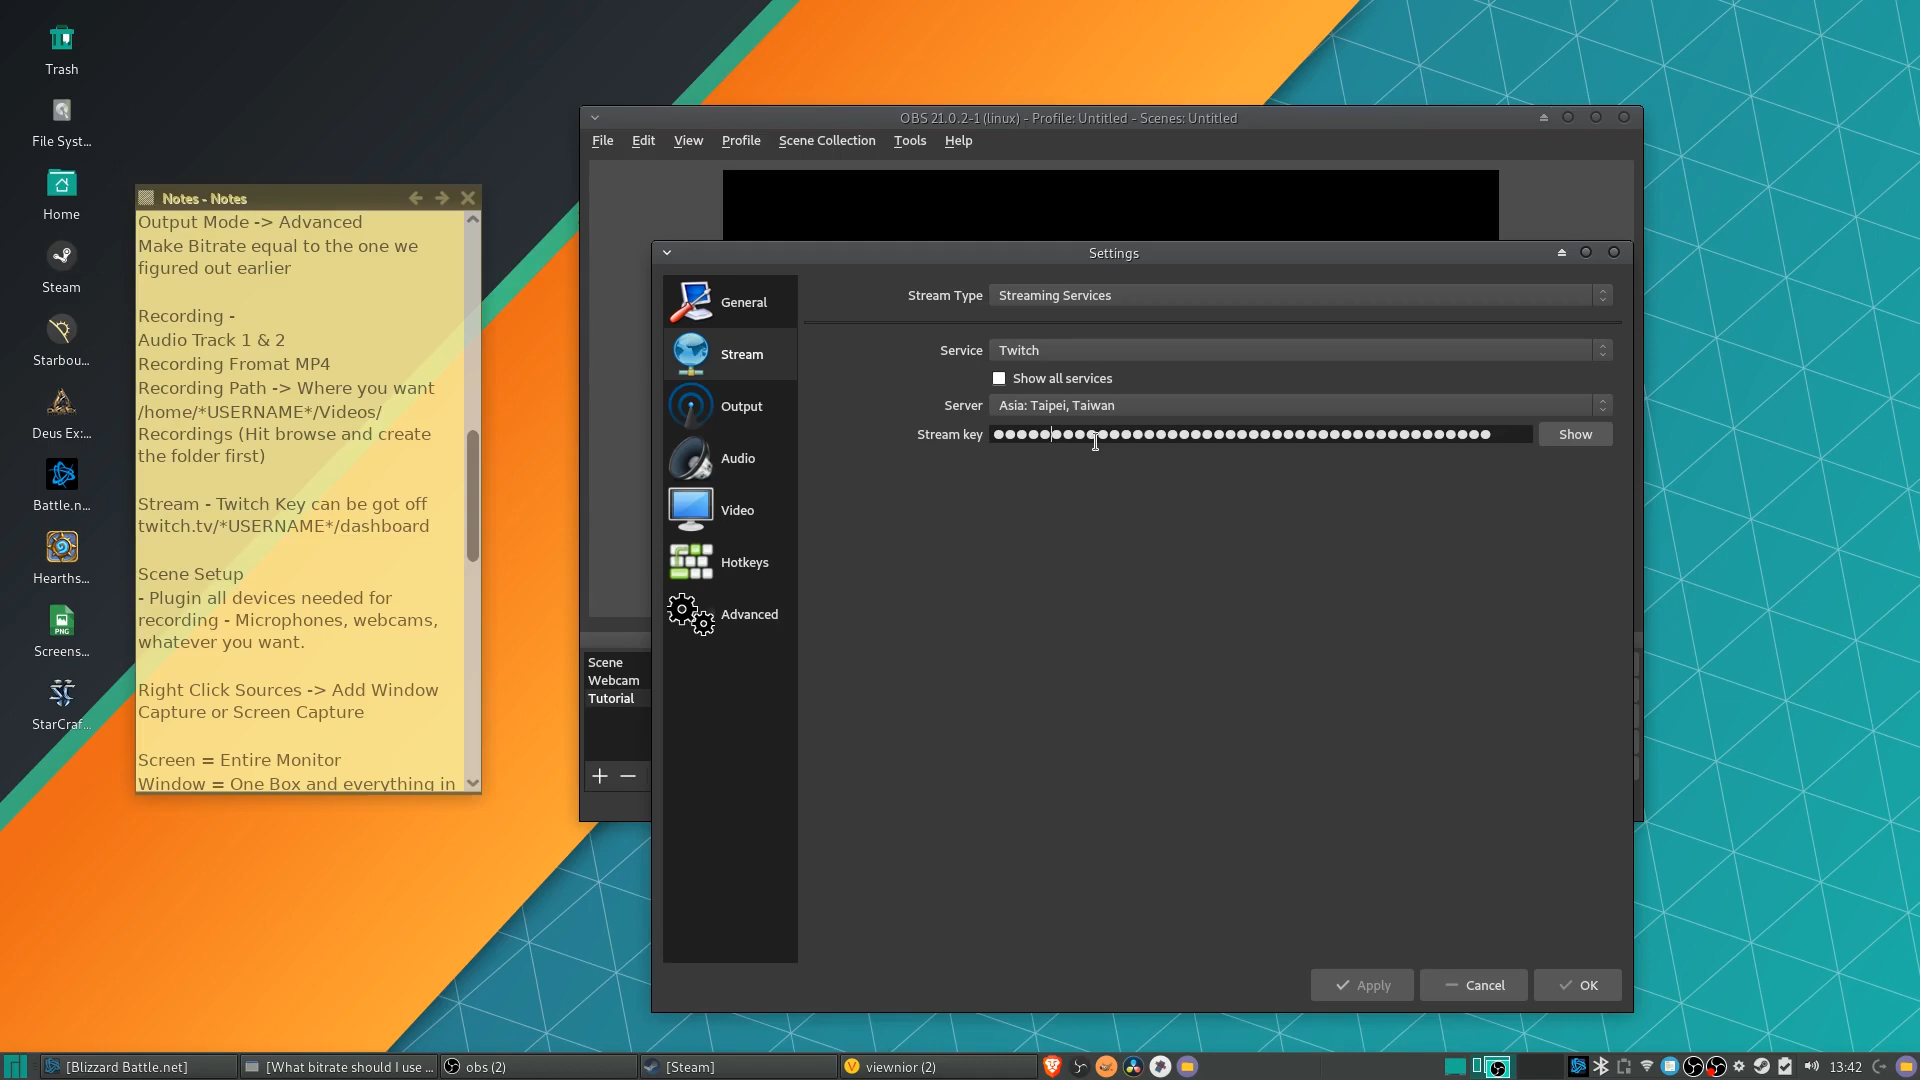 Trash
File Syst...
Home
Steam
Starbou...
Deus Ex:...
Battle.n...
Hearths...
PNG
Screens...
StarCraf...
Notes - Notes
Output Mode -> Advanced
Make Bitrate equal to the one we
figured out earlier
Recording -
Audio Track 1 & 2
Recording Fromat MP4
Recording Path -> Where you want
/home/*USERNAME*/Videos/
Recordings (Hit browse and create
the folder first)
Stream - Twitch Key can be got off
twitch.tv/*USERNAME*/dashboard
Scene Setup
- Plugin all devices needed for
recording - Microphones, webcams,
whatever you want.
Right Click Sources -> Add Window
Capture or Screen Capture
Screen = Entire Monitor
Window = One Box and everything in
OBS 21.0.2-1 (linux) - Profile: Untitled - Scenes: Untitled
File Edit View Profile Scene Collection Tools Help
Scene
Webcam
Tutorial
Settings
General
Stream
Output
Audio
Video
Hotkeys
Advanced
Stream Type Streaming Services
Service Twitch
Show all services
Server Asia: Taipei, Taiwan
Stream key Show
Apply Cancel OK
[Blizzard Battle.net] [What bitrate should I use ... obs (2) [Steam] viewnior (2) 13:42